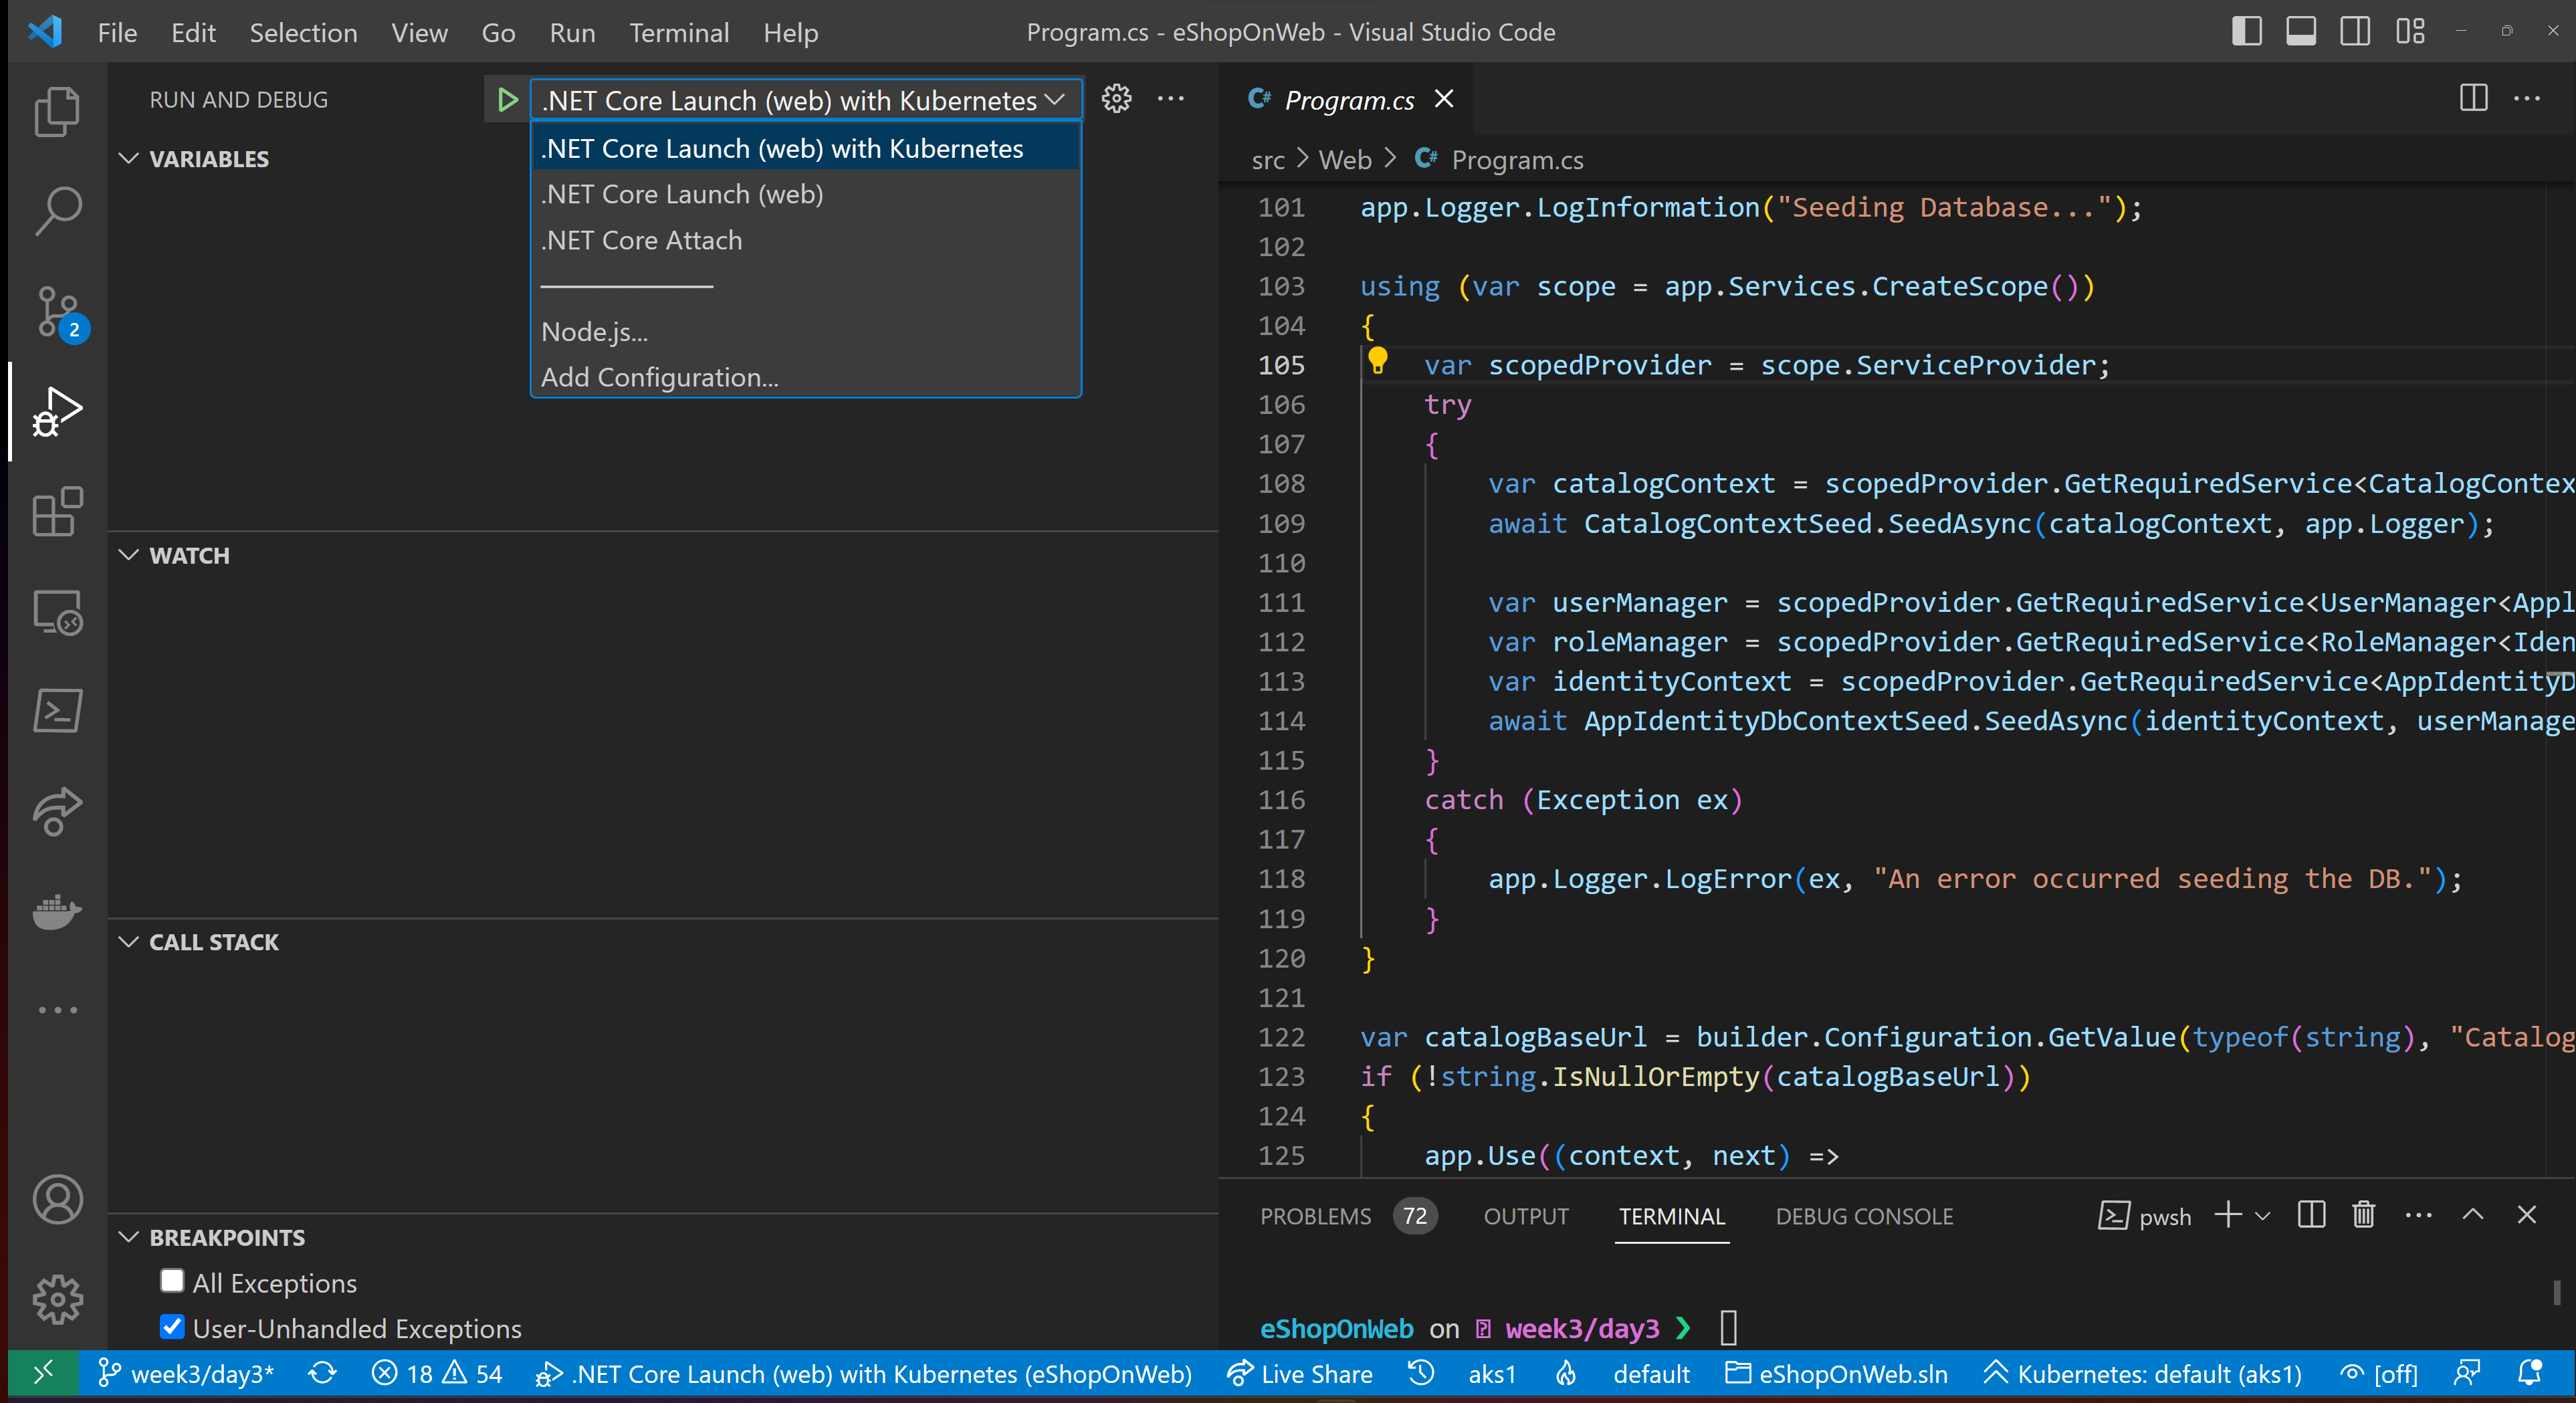 File Edit Selection View Go Run Terminal Help
Program.cs - eShopOnWeb - Visual Studio Code
RUN AND DEBUG
.NET Core Launch (web) with Kubernetes
.NET Core Launch (web) with Kubernetes
.NET Core Launch (web)
.NET Core Attach
Node.js...
Add Configuration...
VARIABLES
2
WATCH
CALL STACK
BREAKPOINTS
All Exceptions
User-Unhandled Exceptions
C# Program.cs
src > Web > C# Program.cs
101 app.Logger.LogInformation("Seeding Database...");
102
103 using (var scope = app.Services.CreateScope())
104 {
105 var scopedProvider = scope.ServiceProvider;
106 try
107 {
108 var catalogContext = scopedProvider.GetRequiredService<CatalogContex
109 await CatalogContextSeed.SeedAsync(catalogContext, app.Logger);
110
111 var userManager = scopedProvider.GetRequiredService<UserManager<Appl
112 var roleManager = scopedProvider.GetRequiredService<RoleManager<Iden
113 var identityContext = scopedProvider.GetRequiredService<AppIdentityD
114 await AppIdentityDbContextSeed.SeedAsync(identityContext, userManage
115 }
116 catch (Exception ex)
117 {
118 app.Logger.LogError(ex, "An error occurred seeding the DB.");
119 }
120 }
121
122 var catalogBaseUrl = builder.Configuration.GetValue(typeof(string), "Catalog
123 if (!string.IsNullOrEmpty(catalogBaseUrl))
124 {
125 app.Use((context, next) =>
PROBLEMS 72 OUTPUT TERMINAL DEBUG CONSOLE pwsh
eShopOnWeb on week3/day3 ❯
week3/day3* 18 54 .NET Core Launch (web) with Kubernetes (eShopOnWeb) Live Share aks1 default eShopOnWeb.sln Kubernetes: default (aks1) [off]